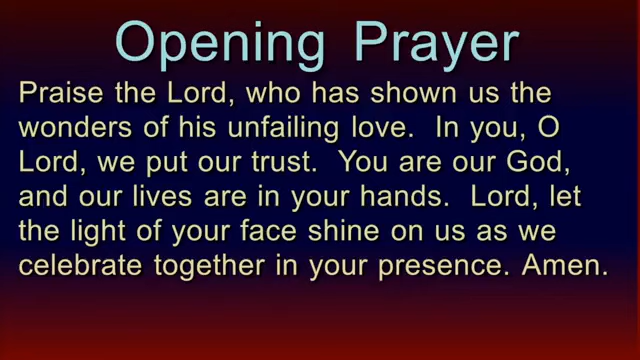 Opening Prayer
Praise the Lord, who has shown us the
wonders of his unfailing love.  In you, O
Lord, we put our trust.  You are our God,
and our lives are in your hands.  Lord, let
the light of your face shine on us as we
celebrate together in your presence. Amen.